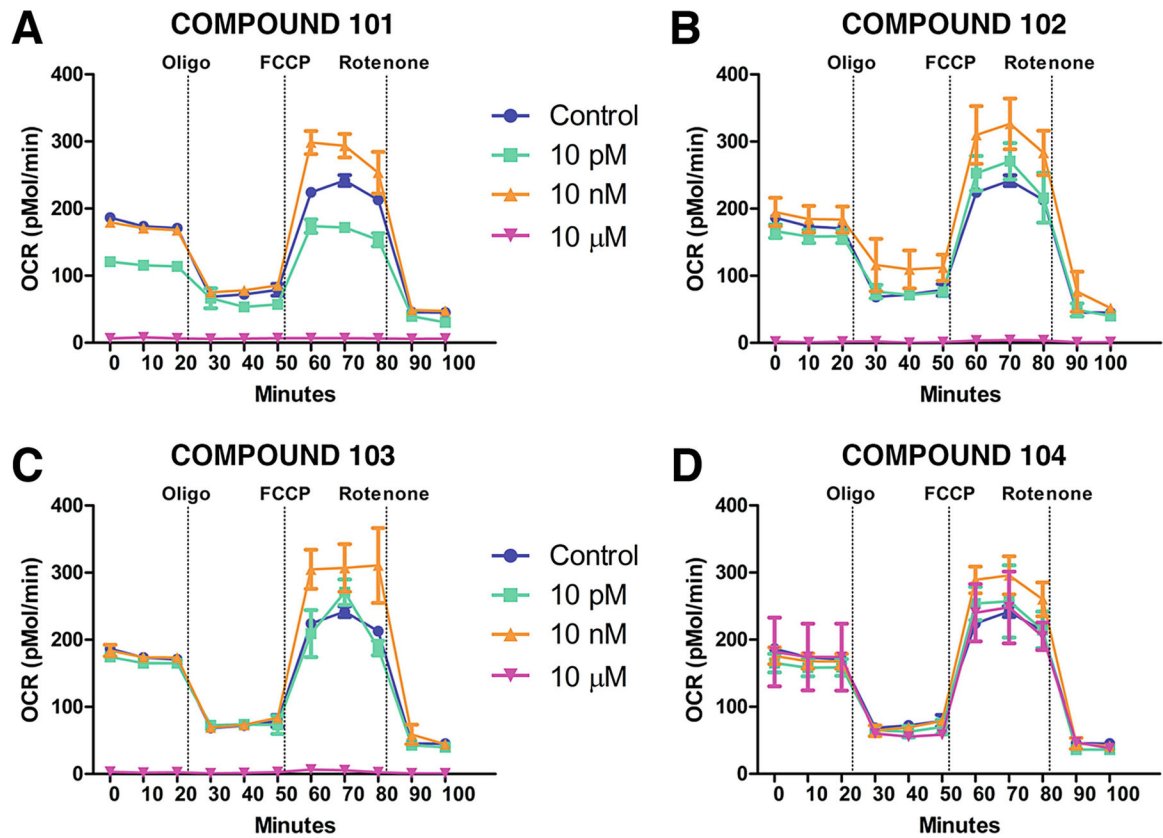 A
COMPOUND 101
Oligo FCCP Rotenone
400
300
200
100
0
OCR (pMol/min)
0 10 20 30 40 50 60 70 80 90 100
Minutes
Control
10 pM
10 nM
10 μM
B
COMPOUND 102
Oligo FCCP Rotenone
400
300
200
100
0
OCR (pMol/min)
0 10 20 30 40 50 60 70 80 90 100
Minutes
C
COMPOUND 103
Oligo FCCP Rotenone
400
300
200
100
0
OCR (pMol/min)
0 10 20 30 40 50 60 70 80 90 100
Minutes
Control
10 pM
10 nM
10 μM
D
COMPOUND 104
Oligo FCCP Rotenone
400
300
200
100
0
OCR (pMol/min)
0 10 20 30 40 50 60 70 80 90 100
Minutes